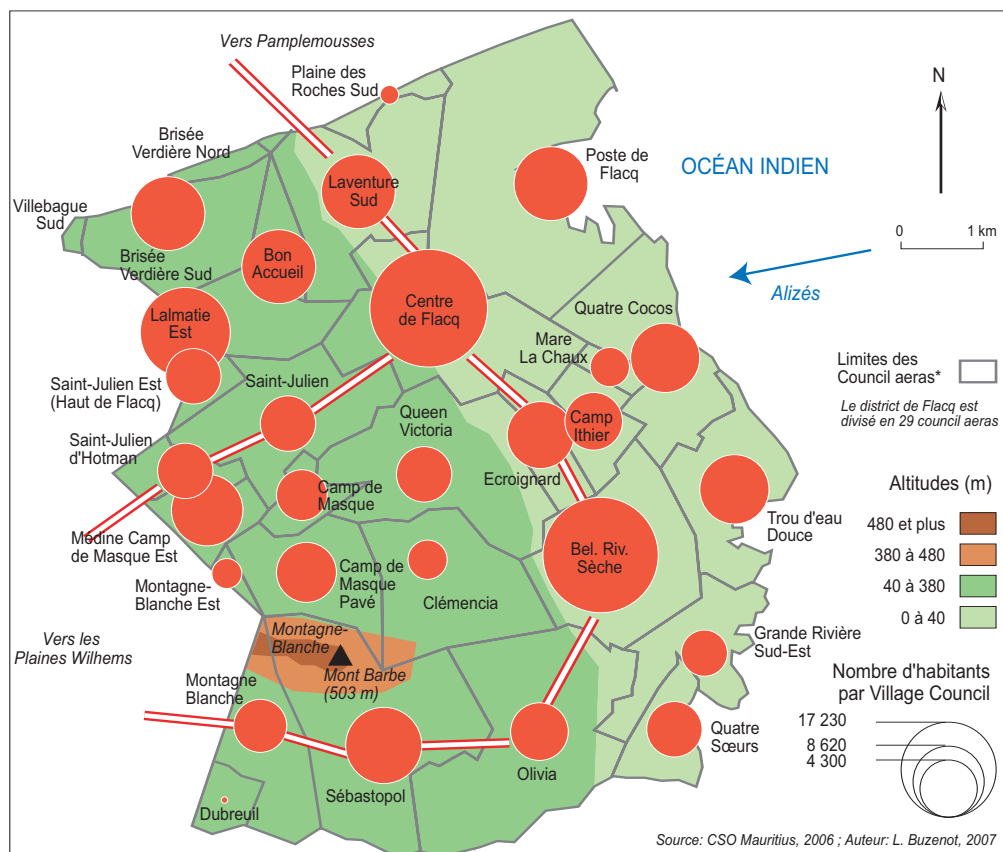 Vers Pamplemousses
Plaine des
Roches Sud
N
Brisée
Verdière Nord
Poste de
Flacq
OCÉAN INDIEN
Laventure
Sud
Villebague
Sud
0 1 km
Brisée
Verdière Sud
Bon
Accueil
Alizés
Centre
de Flacq
Quatre Cocos
Lalmatie
Est
Mare
La Chaux
Limites des
Council aeras*
Le district de Flacq est
divisé en 29 council aeras
Saint-Julien Est
(Haut de Flacq)
Saint-Julien
Queen
Victoria
Camp
Ithier
Saint-Julien
d'Hotman
Ecroignard
Camp de
Masque
Altitudes (m)
480 et plus
380 à 480
40 à 380
0 à 40
Trou d'eau
Douce
Médine Camp
de Masque Est
Bel. Riv.
Sèche
Montagne-
Blanche Est
Camp de
Masque
Pavé
Clémencia
Vers les
Plaines Wilhems
Montagne-
Blanche
Mont Barbe
(503 m)
Grande Rivière
Sud-Est
Nombre d'habitants
par Village Council
17 230
8 620
4 300
Montagne
Blanche
Quatre
Sœurs
Olivia
Sébastopol
Dubreuil
Source: CSO Mauritius, 2006 ; Auteur: L. Buzenot, 2007